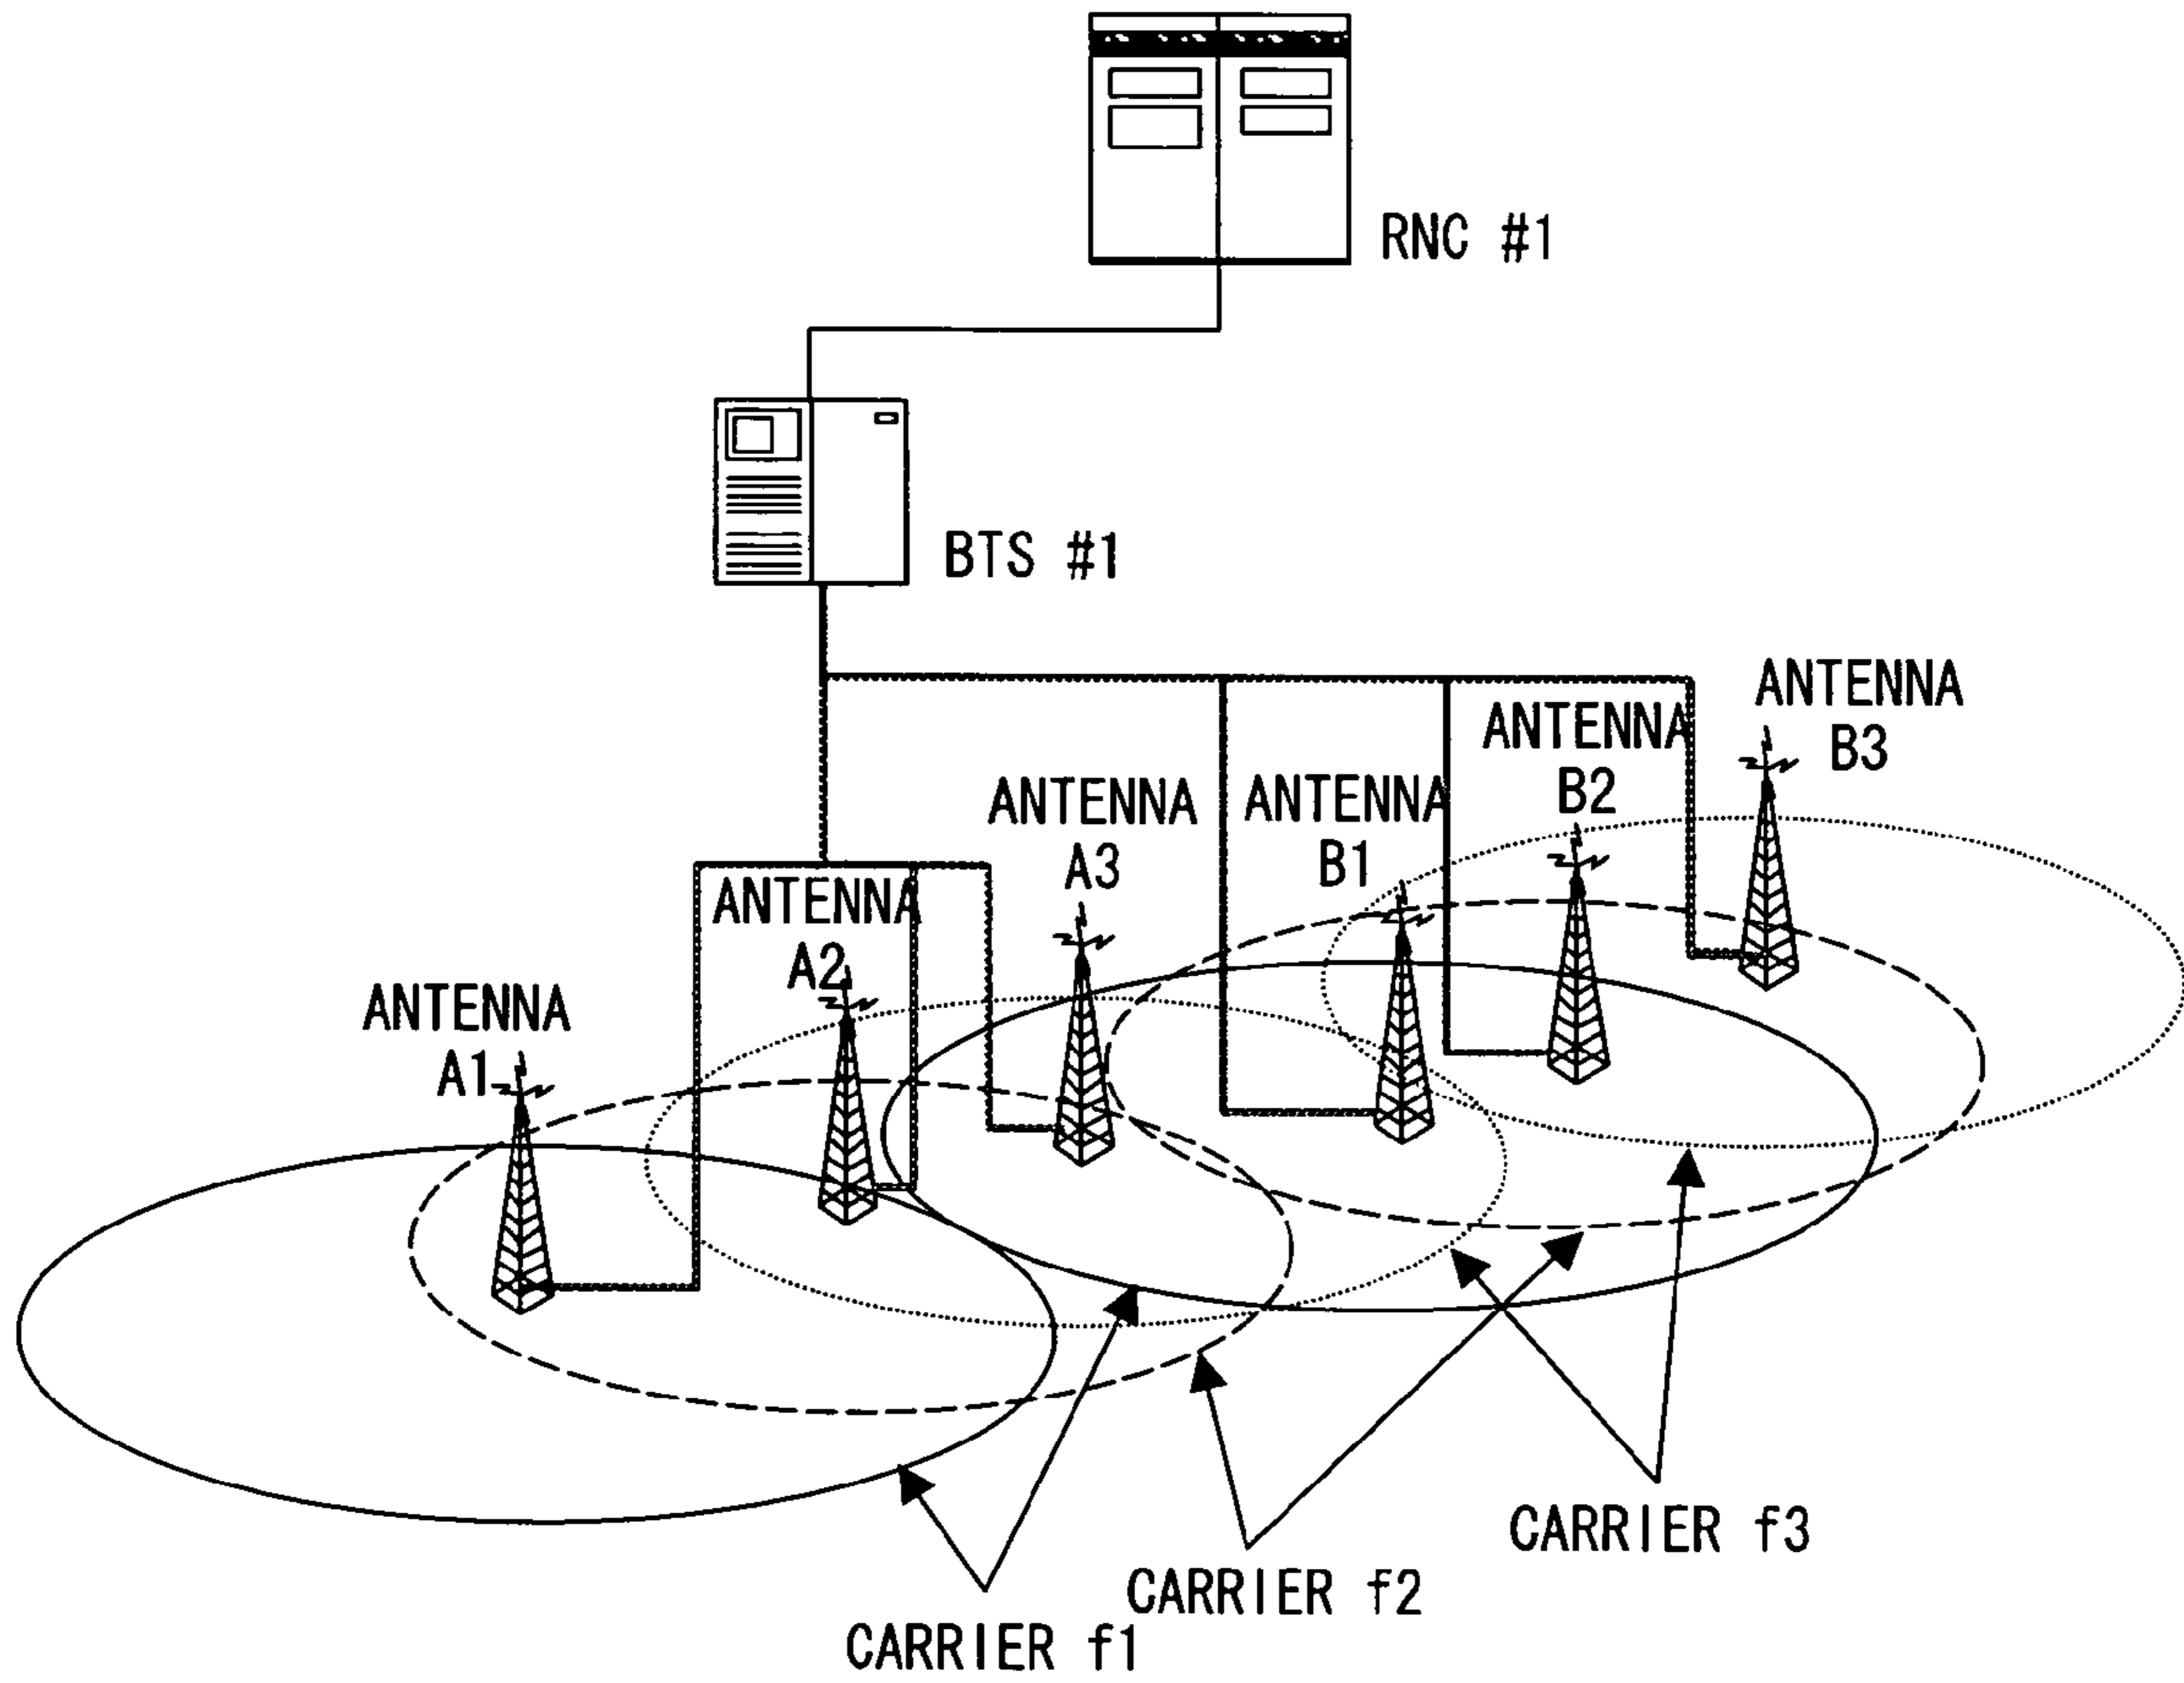 RNC #1
BTS #1
ANTENNA
B3
ANTENNA
B2
ANTENNA
A3
ANTENNA
B1
ANTENNA
A2
ANTENNA
A1
CARRIER f3
CARRIER f2
CARRIER f1